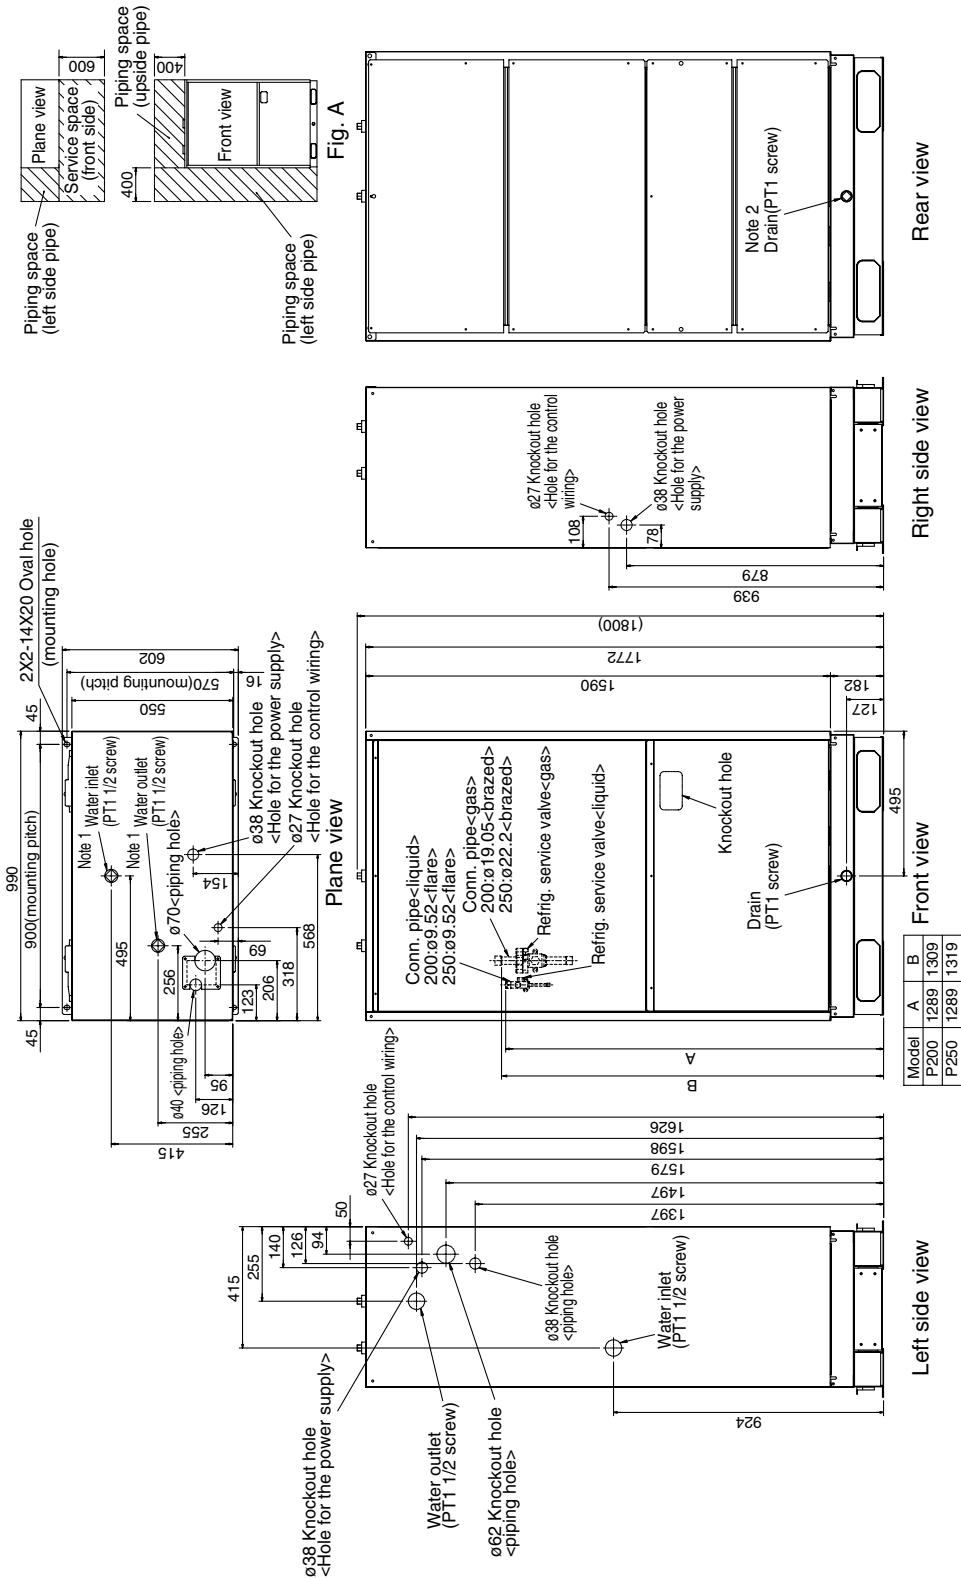 Piping space
(left side pipe)
Plane view
Service space
(front side)
600
Piping space
(upside pipe)
400
400
Front view
Piping space
(left side pipe)
Fig. A
Note 2
Drain(PT1 screw)
Rear view
ø27 Knockout hole
<Hole for the control
wiring>
ø38 Knockout hole
<Hole for the power
supply>
108
78
879
939
Right side view
2X2-14X20 Oval hole
(mounting hole)
990
45
900(mounting pitch)
45
602
570(mounting pitch)
550
16
Note 1
Water inlet
(PT1 1/2 screw)
Note 1
Water outlet
(PT1 1/2 screw)
495
256
ø70<piping hole>
ø40 <piping hole>
154
69
123
206
318
568
95
126
255
415
ø38 Knockout hole
<Hole for the power supply>
ø27 Knockout hole
<Hole for the control wiring>
Plane view
(1800)
1772
1590
182
127
Conn. pipe<liquid>
200:ø9.52<flare>
250:ø9.52<flare>
Conn. pipe<gas>
200:ø19.05<brazed>
250:ø22.2<brazed>
Refrig. service valve<gas>
Refrig. service valve<liquid>
Knockout hole
Drain
(PT1 screw)
495
A
B
Front view
Model A B
P200 1289 1309
P250 1289 1319
ø27 Knockout hole
<Hole for the control wiring>
50
94
126
140
255
415
1626
1598
1579
1497
1397
924
ø38 Knockout hole
<Hole for the power supply>
Water outlet
(PT1 1/2 screw)
ø62 Knockout hole
<piping hole>
ø38 Knockout hole
<piping hole>
Water inlet
(PT1 1/2 screw)
Left side view